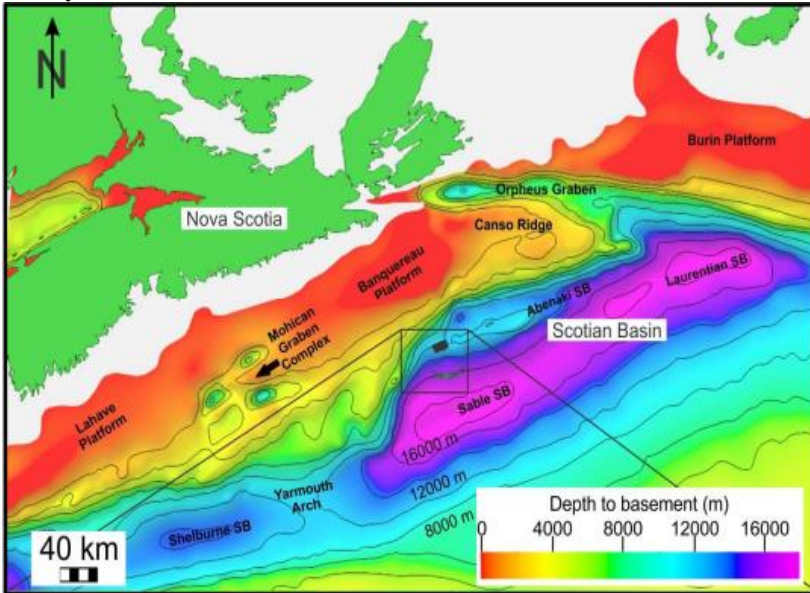 N
Burin Platform
Orpheus Graben
Nova Scotia
Canso Ridge
Banquereau
Platform
Laurentian SB
Abenaki SB
Scotian Basin
Mohican
Graben
Complex
Lahave
Platform
Sable SB
16000 m
Yarmouth
Arch
12000 m
8000 m
Shelburne SB
40 km
Depth to basement (m)
0 4000 8000 12000 16000